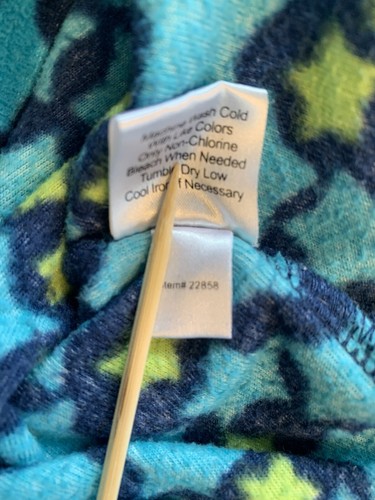 Machine Wash Cold
With Like Colors
Only Non-Chlorine
Bleach When Needed
Tumble Dry Low
Cool Iron if Necessary
Item# 22858